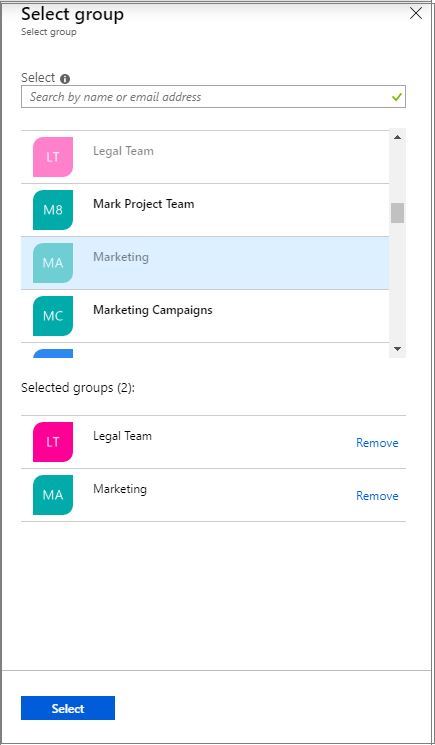 Select group
Select group
Select
Search by name or email address
LT Legal Team
M8 Mark Project Team
MA Marketing
MC Marketing Campaigns
Selected groups (2):
LT Legal Team Remove
MA Marketing Remove
Select